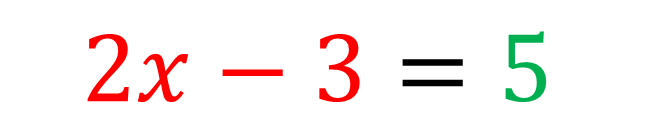 2x − 3 = 5